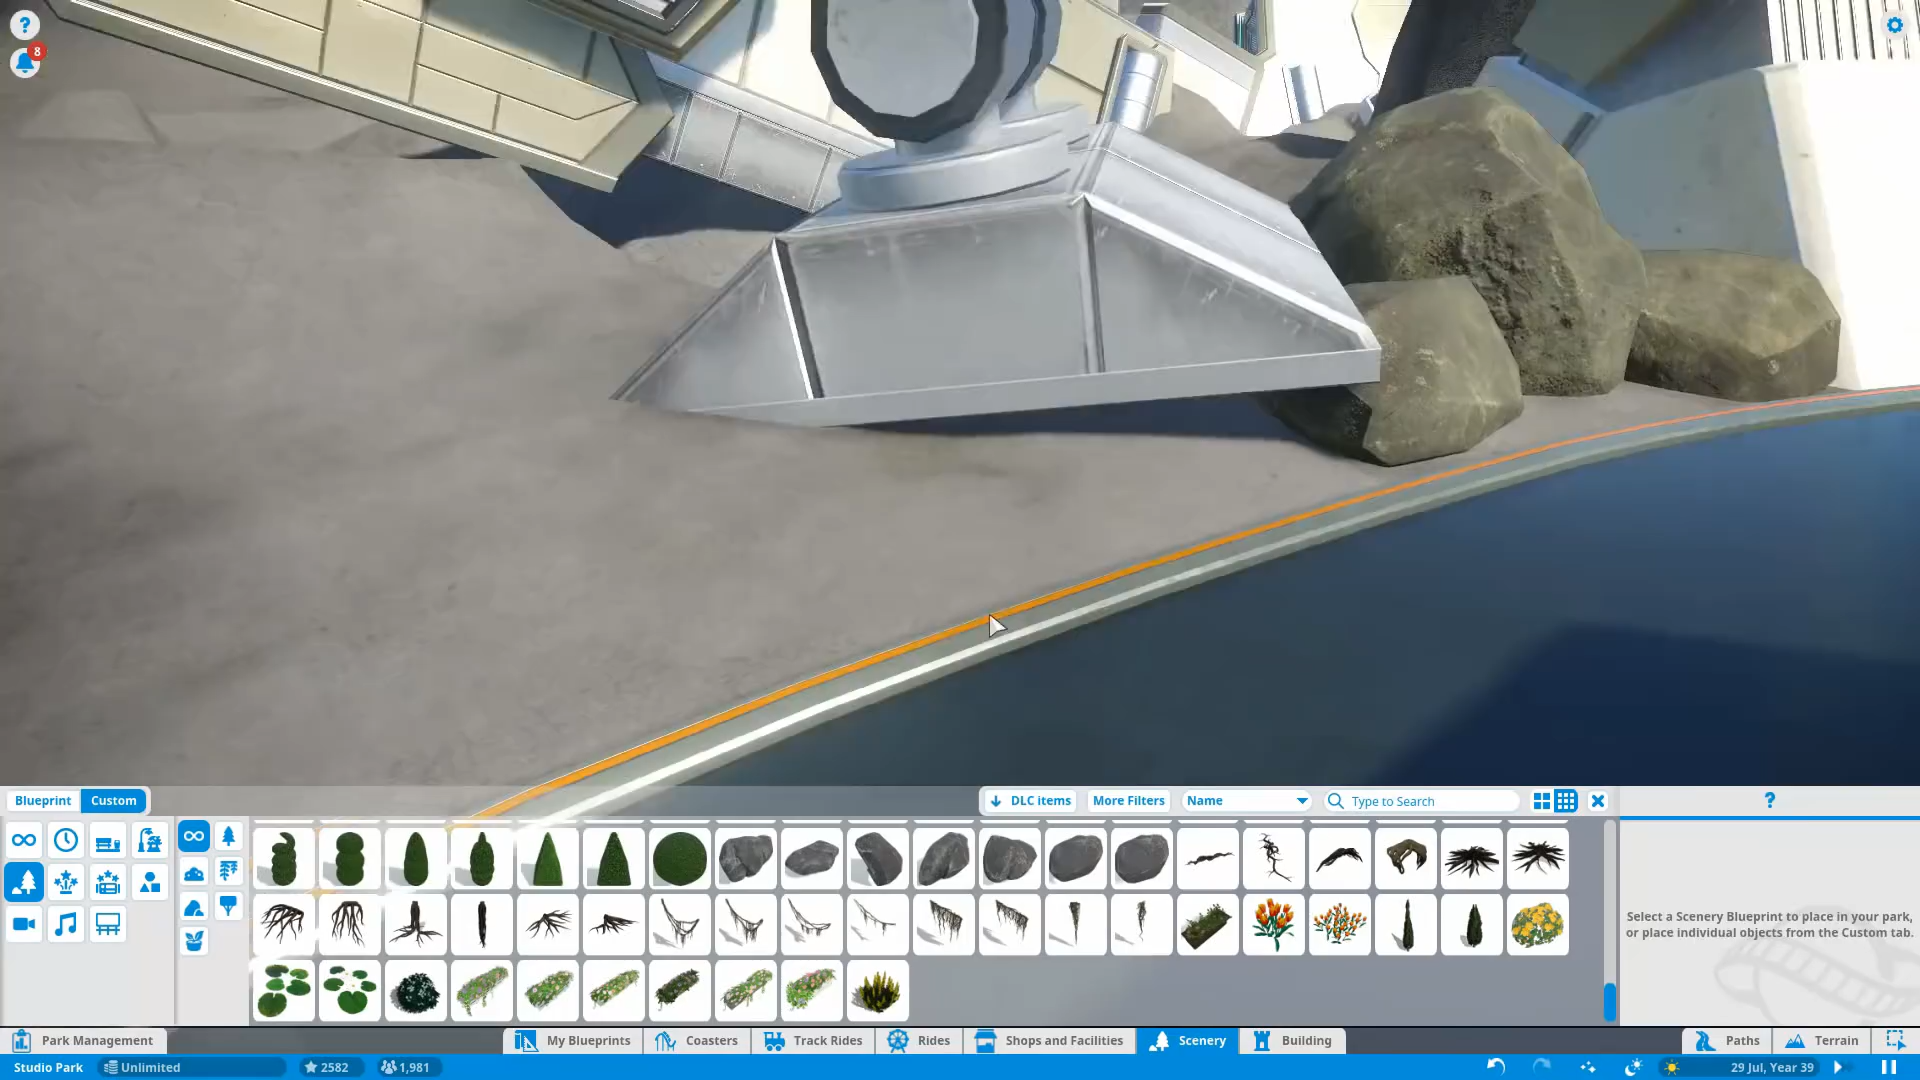 ?
8
Blueprint
Custom
DLC items
More Filters
Name
Type to Search
?
Select a Scenery Blueprint to place in your park,
or place individual objects from the Custom tab.
Park Management
My Blueprints
Coasters
Track Rides
Rides
Shops and Facilities
Scenery
Building
Paths
Terrain
Studio Park
Unlimited
2582
1,981
29 Jul, Year 39